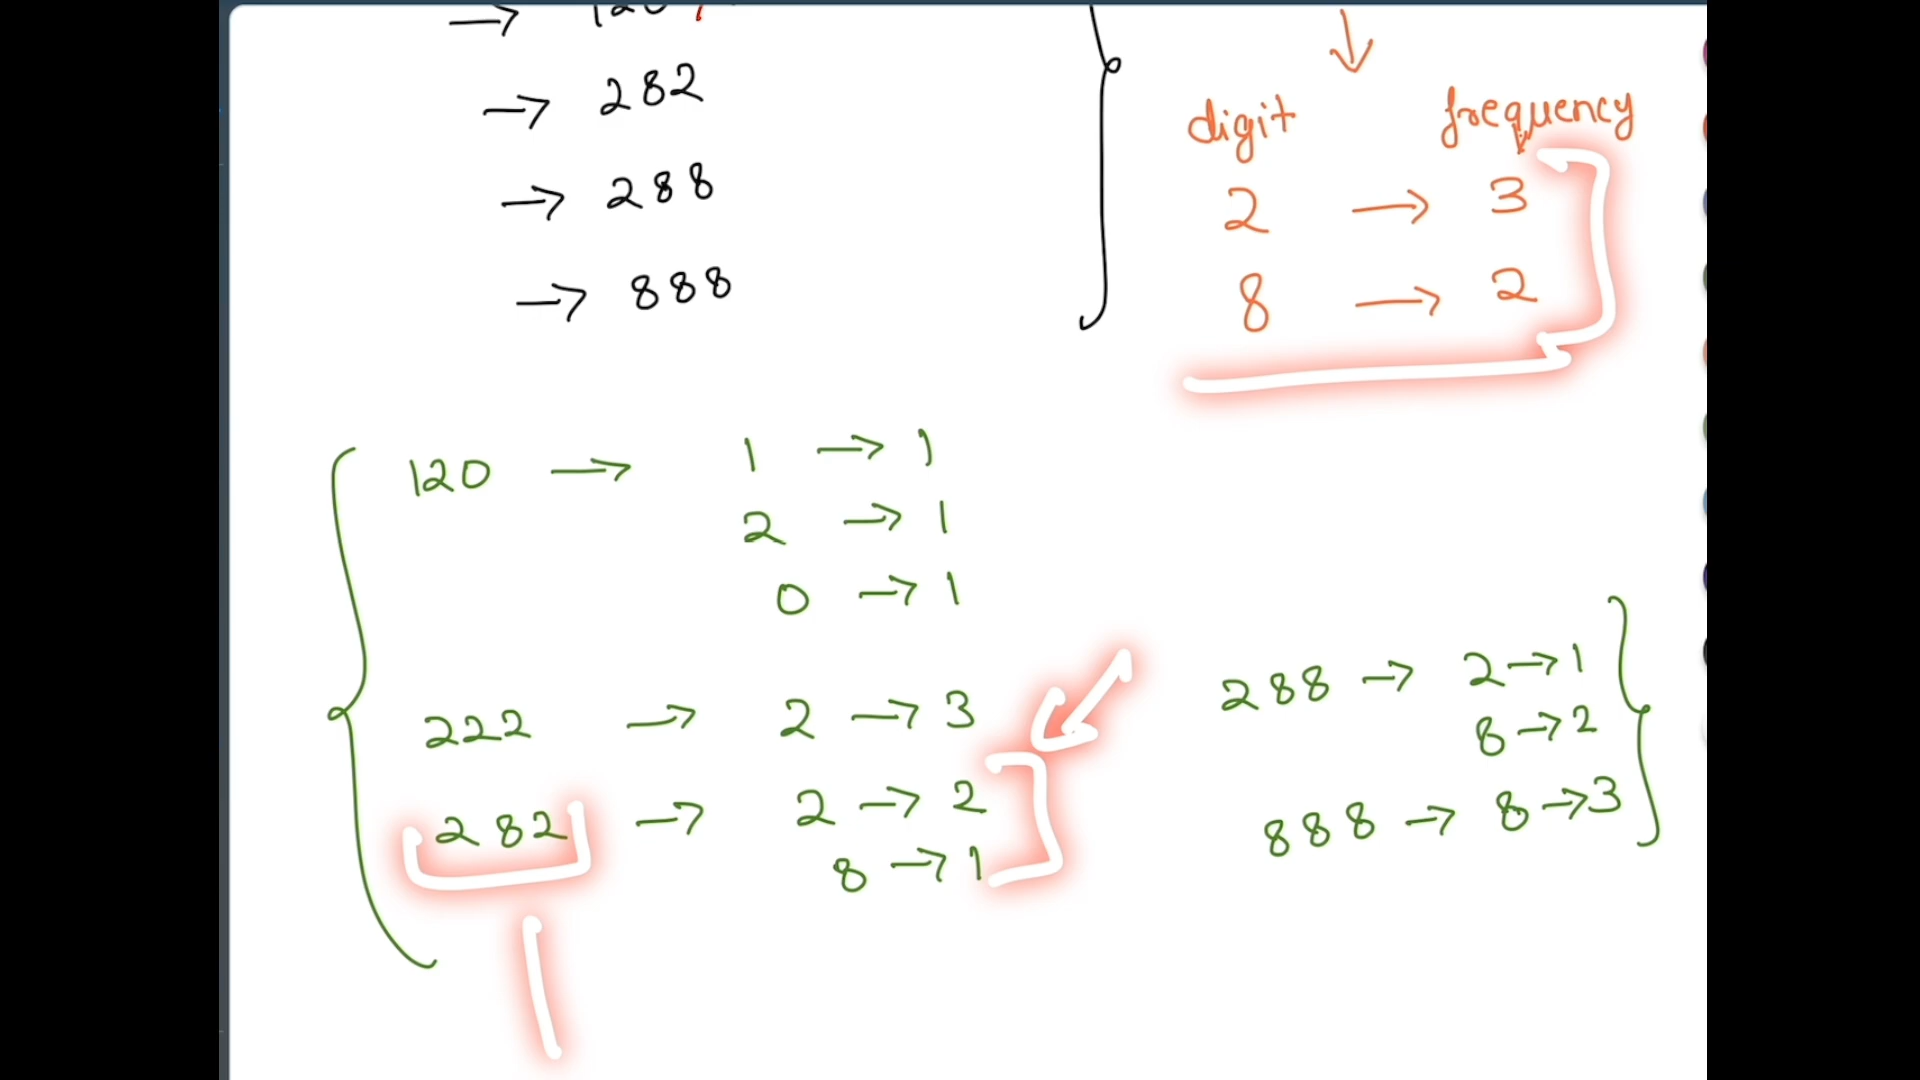 → 120
→ 282
→ 288
→ 888
digit frequency
2 → 3
8 → 2
120 → 1 → 1
2 → 1
0 → 1
222 → 2 → 3
282 → 2 → 2
8 → 1
288 → 2 → 1
8 → 2
888 → 8 → 3